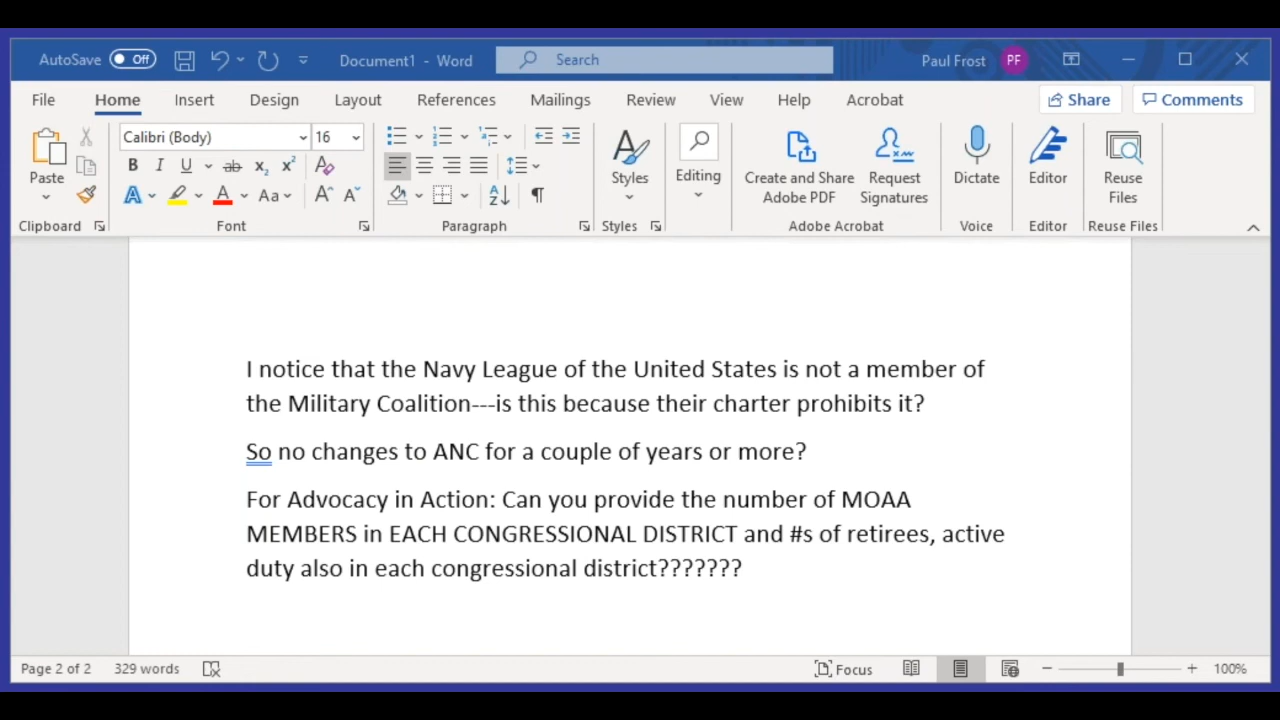 AutoSave Off Document1 - Word Search Paul Frost PF
File Home Insert Design Layout References Mailings Review View Help Acrobat Share Comments
Calibri (Body) 16
Paste B I U ab x₂ x² A Styles Editing Create and Share Adobe PDF Request Signatures Dictate Editor Reuse Files
A A Aa A A
Clipboard Font Paragraph Styles Adobe Acrobat Voice Editor Reuse Files
I notice that the Navy League of the United States is not a member of
the Military Coalition---is this because their charter prohibits it?
So no changes to ANC for a couple of years or more?
For Advocacy in Action: Can you provide the number of MOAA
MEMBERS in EACH CONGRESSIONAL DISTRICT and #s of retirees, active
duty also in each congressional district???????
Page 2 of 2 329 words Focus 100%